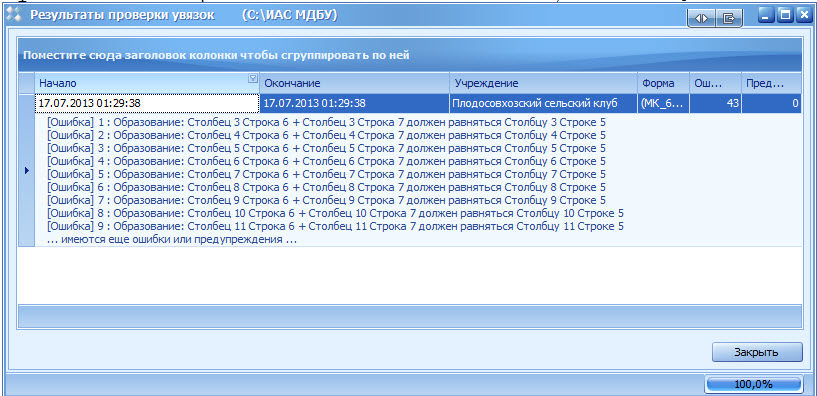 Результаты проверки увязок (C:\ИАС МДБУ)
Поместите сюда заголовок колонки чтобы сгруппировать по ней
Начало Окончание Учреждение Форма Ош... Пред...
17.07.2013 01:29:38 17.07.2013 01:29:38 Плодосовхозский сельский клуб (МК_6... 43 0
[Ошибка] 1 : Образование: Столбец 3 Строка 6 + Столбец 3 Строка 7 должен равняться Столбцу 3 Строке 5
[Ошибка] 2 : Образование: Столбец 4 Строка 6 + Столбец 4 Строка 7 должен равняться Столбцу 4 Строке 5
[Ошибка] 3 : Образование: Столбец 5 Строка 6 + Столбец 5 Строка 7 должен равняться Столбцу 5 Строке 5
[Ошибка] 4 : Образование: Столбец 6 Строка 6 + Столбец 6 Строка 7 должен равняться Столбцу 6 Строке 5
[Ошибка] 5 : Образование: Столбец 7 Строка 6 + Столбец 7 Строка 7 должен равняться Столбцу 7 Строке 5
[Ошибка] 6 : Образование: Столбец 8 Строка 6 + Столбец 8 Строка 7 должен равняться Столбцу 8 Строке 5
[Ошибка] 7 : Образование: Столбец 9 Строка 6 + Столбец 9 Строка 7 должен равняться Столбцу 9 Строке 5
[Ошибка] 8 : Образование: Столбец 10 Строка 6 + Столбец 10 Строка 7 должен равняться Столбцу 10 Строке 5
[Ошибка] 9 : Образование: Столбец 11 Строка 6 + Столбец 11 Строка 7 должен равняться Столбцу 11 Строке 5
... имеются еще ошибки или предупреждения ...
Закрыть
100,0%